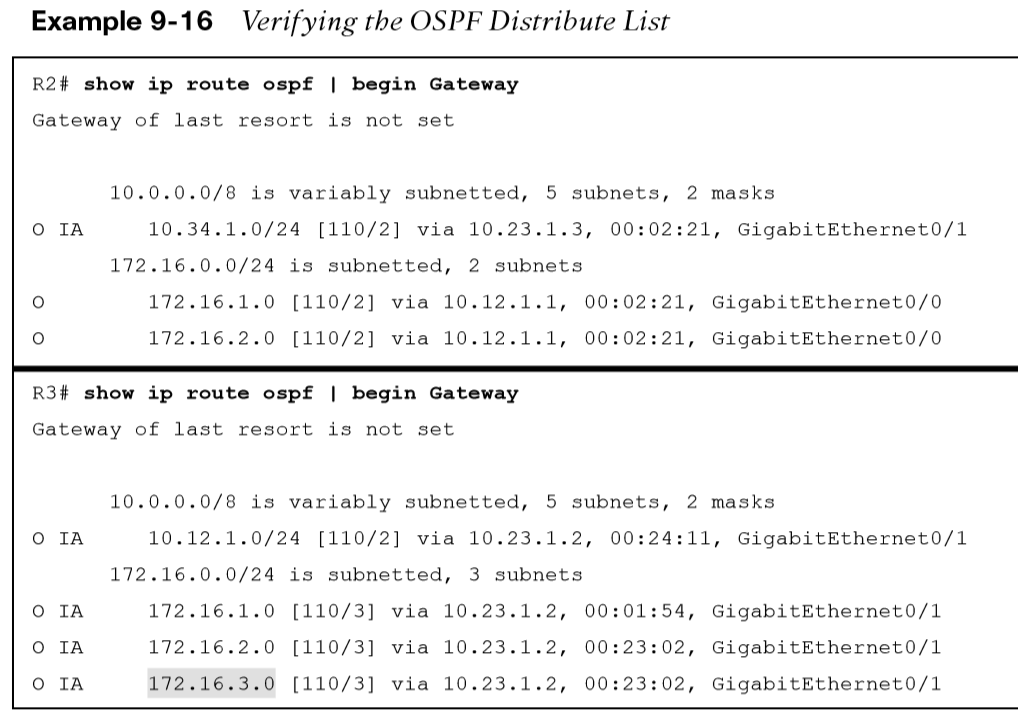 Example 9-16 Verifying the OSPF Distribute List
R2# show ip route ospf | begin Gateway
Gateway of last resort is not set
10.0.0.0/8 is variably subnetted, 5 subnets, 2 masks
O IA 10.34.1.0/24 [110/2] via 10.23.1.3, 00:02:21, GigabitEthernet0/1
172.16.0.0/24 is subnetted, 2 subnets
O 172.16.1.0 [110/2] via 10.12.1.1, 00:02:21, GigabitEthernet0/0
O 172.16.2.0 [110/2] via 10.12.1.1, 00:02:21, GigabitEthernet0/0
R3# show ip route ospf | begin Gateway
Gateway of last resort is not set
10.0.0.0/8 is variably subnetted, 5 subnets, 2 masks
O IA 10.12.1.0/24 [110/2] via 10.23.1.2, 00:24:11, GigabitEthernet0/1
172.16.0.0/24 is subnetted, 3 subnets
O IA 172.16.1.0 [110/3] via 10.23.1.2, 00:01:54, GigabitEthernet0/1
O IA 172.16.2.0 [110/3] via 10.23.1.2, 00:23:02, GigabitEthernet0/1
O IA 172.16.3.0 [110/3] via 10.23.1.2, 00:23:02, GigabitEthernet0/1